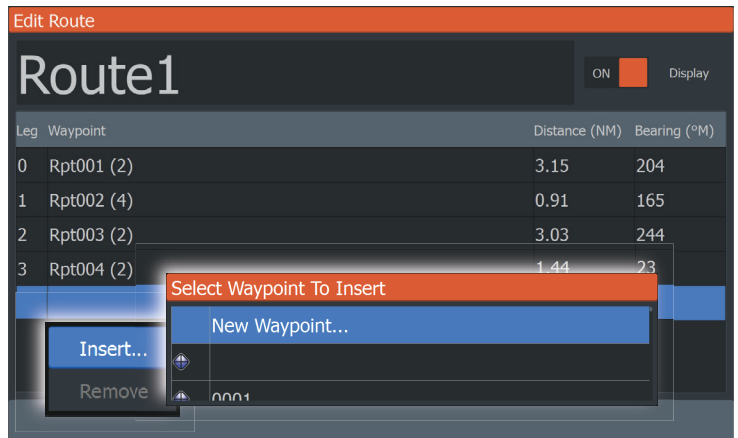 Edit Route
Route1
ON Display
Leg Waypoint Distance (NM) Bearing (°M)
0 Rpt001 (2) 3.15 204
1 Rpt002 (4) 0.91 165
2 Rpt003 (2) 3.03 244
3 Rpt004 (2) 1.44 23
Select Waypoint To Insert
New Waypoint...
Insert...
Remove
0001